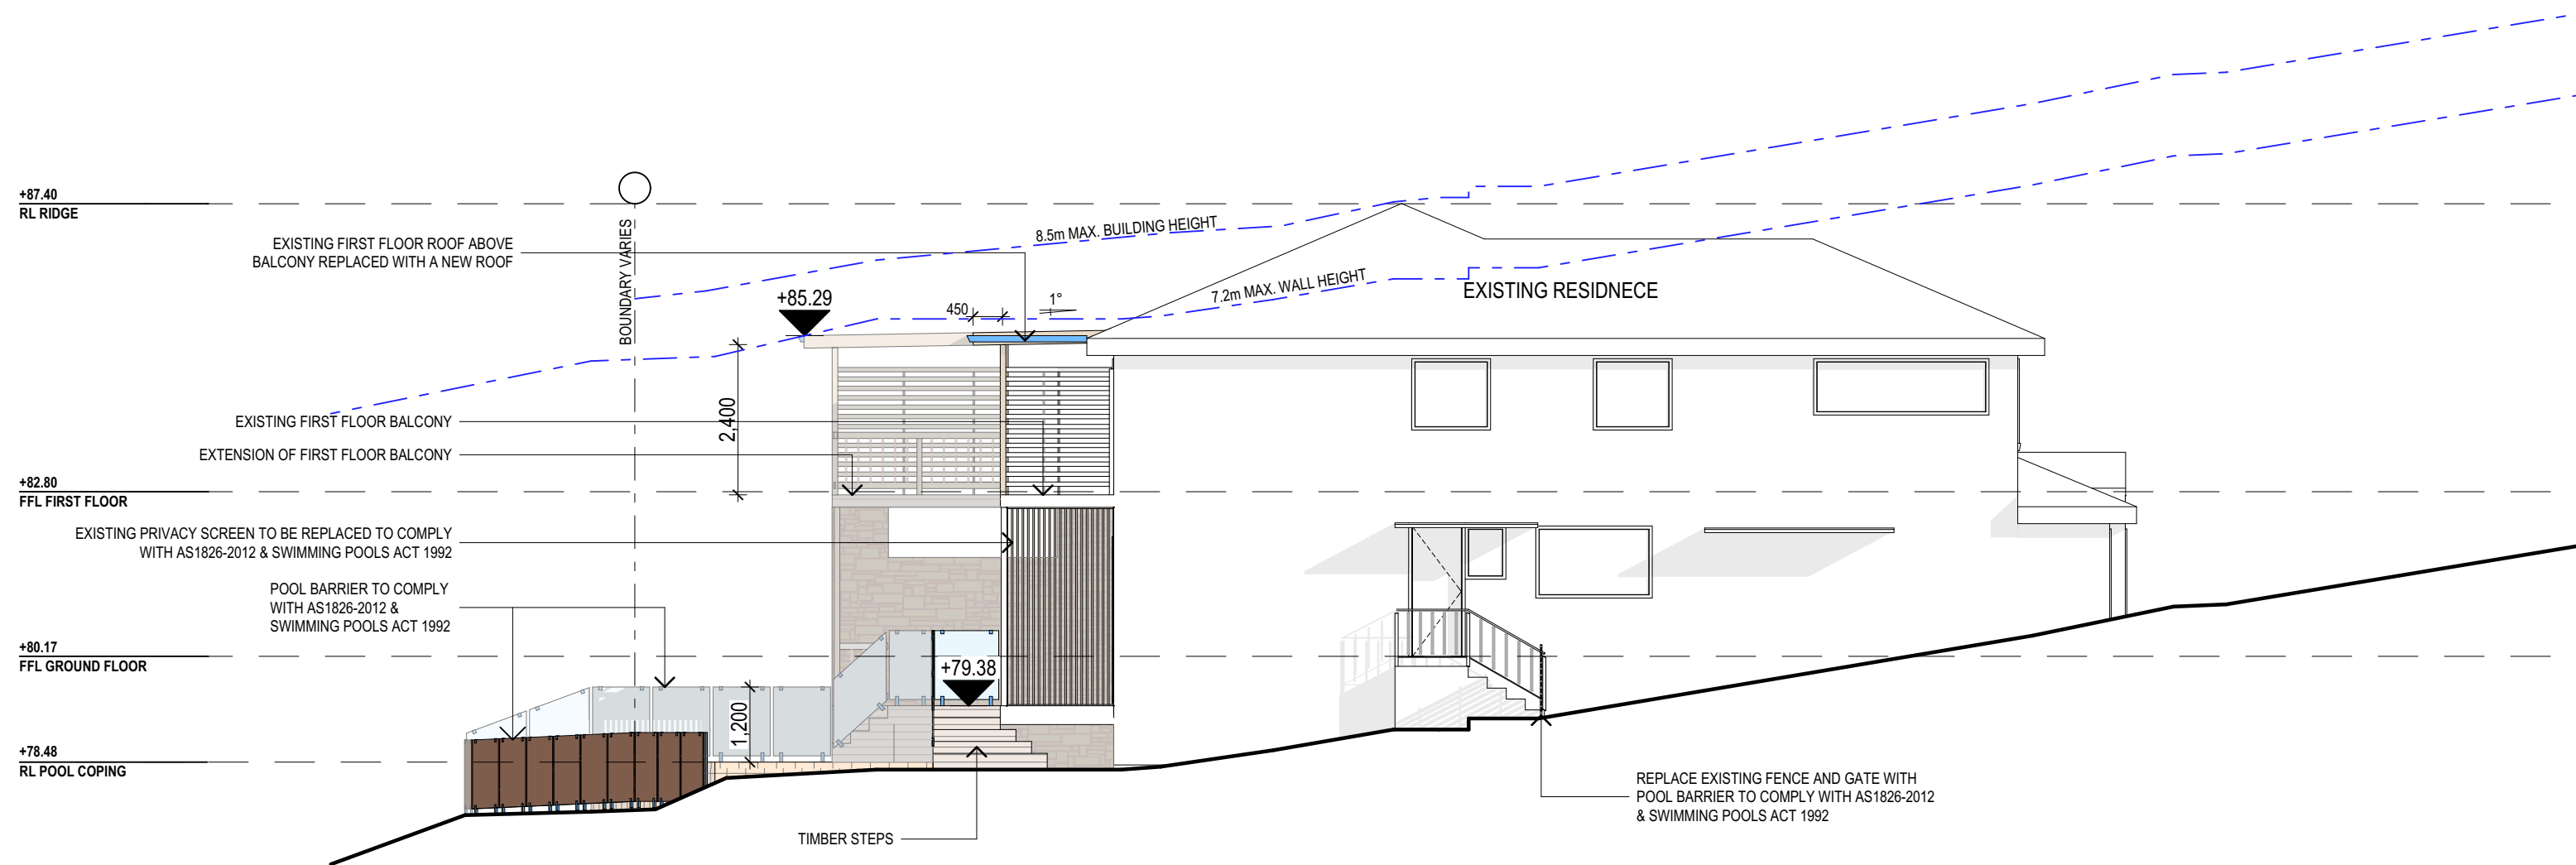 +87.40
RL RIDGE
EXISTING FIRST FLOOR ROOF ABOVE
BALCONY REPLACED WITH A NEW ROOF
BOUNDARY VARIES
8.5m MAX. BUILDING HEIGHT
7.2m MAX. WALL HEIGHT
EXISTING RESIDNECE
+85.29
450
1°
2,400
EXISTING FIRST FLOOR BALCONY
EXTENSION OF FIRST FLOOR BALCONY
+82.80
FFL FIRST FLOOR
EXISTING PRIVACY SCREEN TO BE REPLACED TO COMPLY
WITH AS1826-2012 & SWIMMING POOLS ACT 1992
POOL BARRIER TO COMPLY
WITH AS1826-2012 &
SWIMMING POOLS ACT 1992
+80.17
FFL GROUND FLOOR
+79.38
1,200
+78.48
RL POOL COPING
TIMBER STEPS
REPLACE EXISTING FENCE AND GATE WITH
POOL BARRIER TO COMPLY WITH AS1826-2012
& SWIMMING POOLS ACT 1992